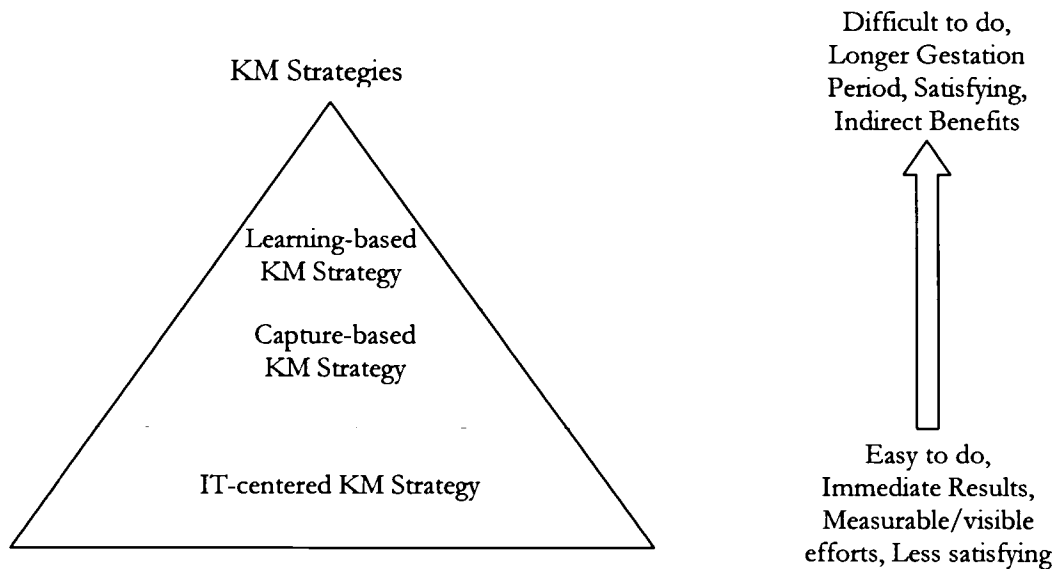 KM Strategies
Learning-based
KM Strategy
Capture-based
KM Strategy
IT-centered KM Strategy
Difficult to do,
Longer Gestation
Period, Satisfying,
Indirect Benefits
Easy to do,
Immediate Results,
Measurable/visible
efforts, Less satisfying